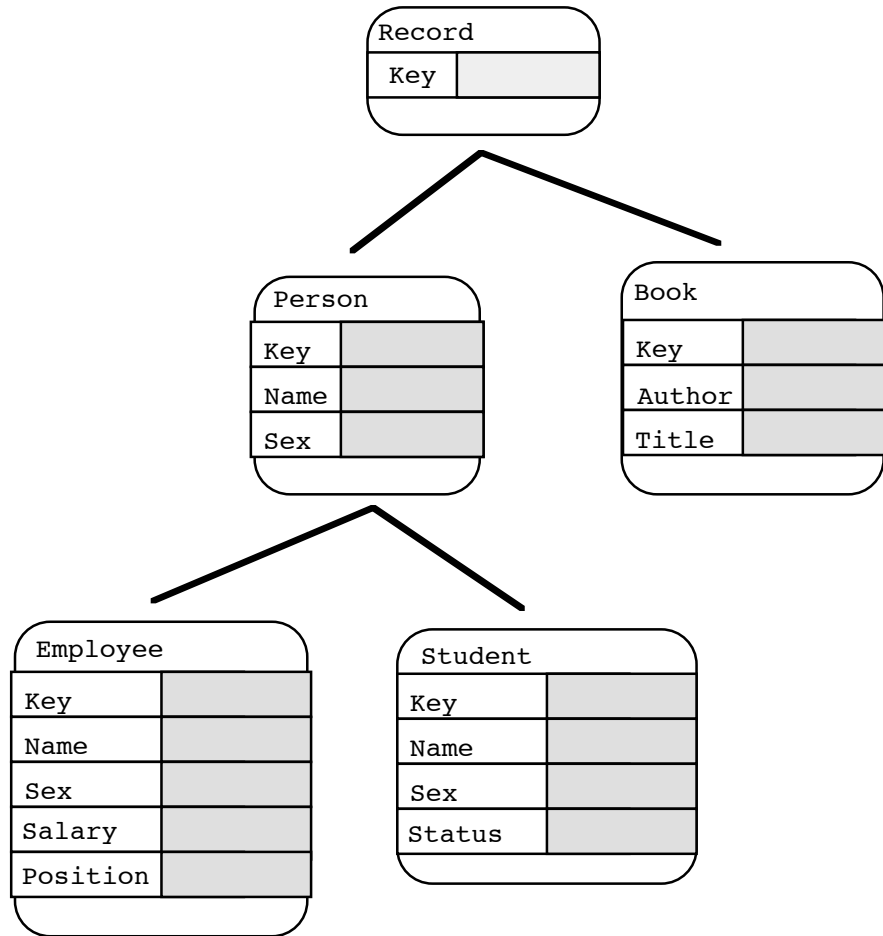 Record
Key
Person
Key
Name
Sex
Book
Key
Author
Title
Employee
Key
Name
Sex
Salary
Position
Student
Key
Name
Sex
Status